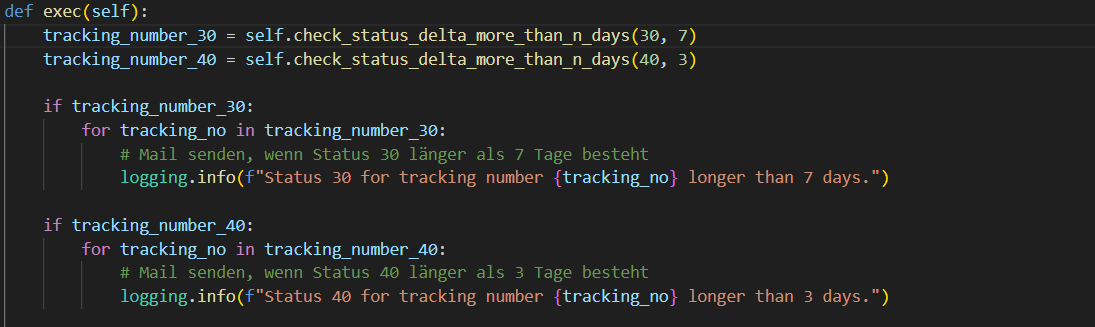 def exec(self):
    tracking_number_30 = self.check_status_delta_more_than_n_days(30, 7)
    tracking_number_40 = self.check_status_delta_more_than_n_days(40, 3)

    if tracking_number_30:
        for tracking_no in tracking_number_30:
            # Mail senden, wenn Status 30 länger als 7 Tage besteht
            logging.info(f"Status 30 for tracking number {tracking_no} longer than 7 days.")

    if tracking_number_40:
        for tracking_no in tracking_number_40:
            # Mail senden, wenn Status 40 länger als 3 Tage besteht
            logging.info(f"Status 40 for tracking number {tracking_no} longer than 3 days.")